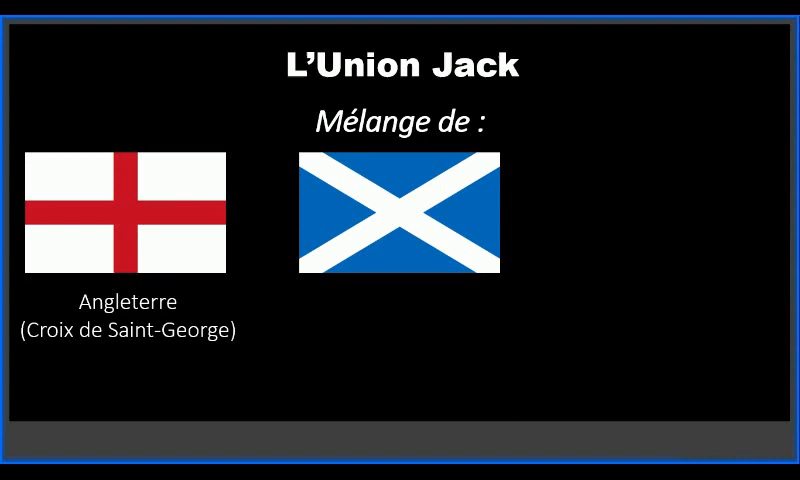 L’Union Jack
Mélange de :
Angleterre
(Croix de Saint-George)